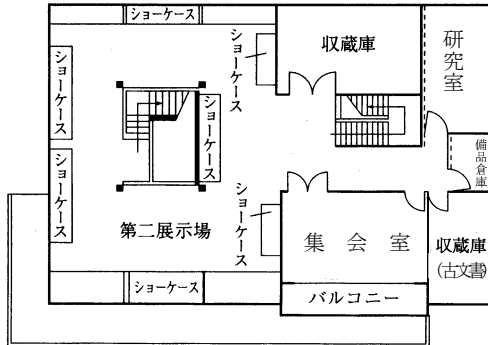 ショーケース
ショーケース
収蔵庫
研究室
ショーケース
ショーケース
備品倉庫
ショーケース
ショーケース
第二展示場
集会室
収蔵庫
(古文書)
ショーケース
バルコニー